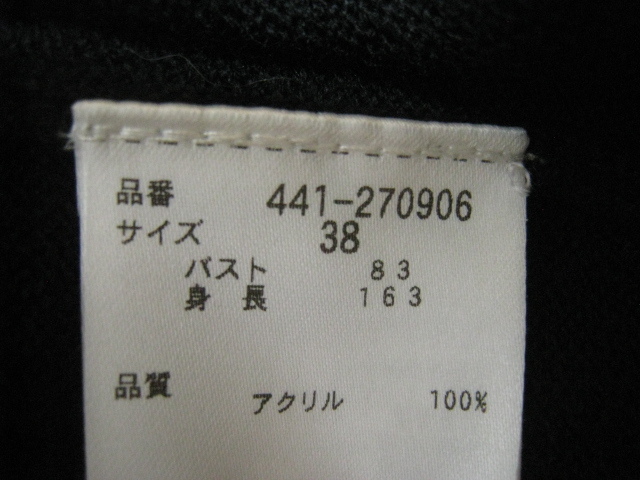 品番 441-270906
サイズ 38
バスト 83
身長 163
品質 アクリル 100%